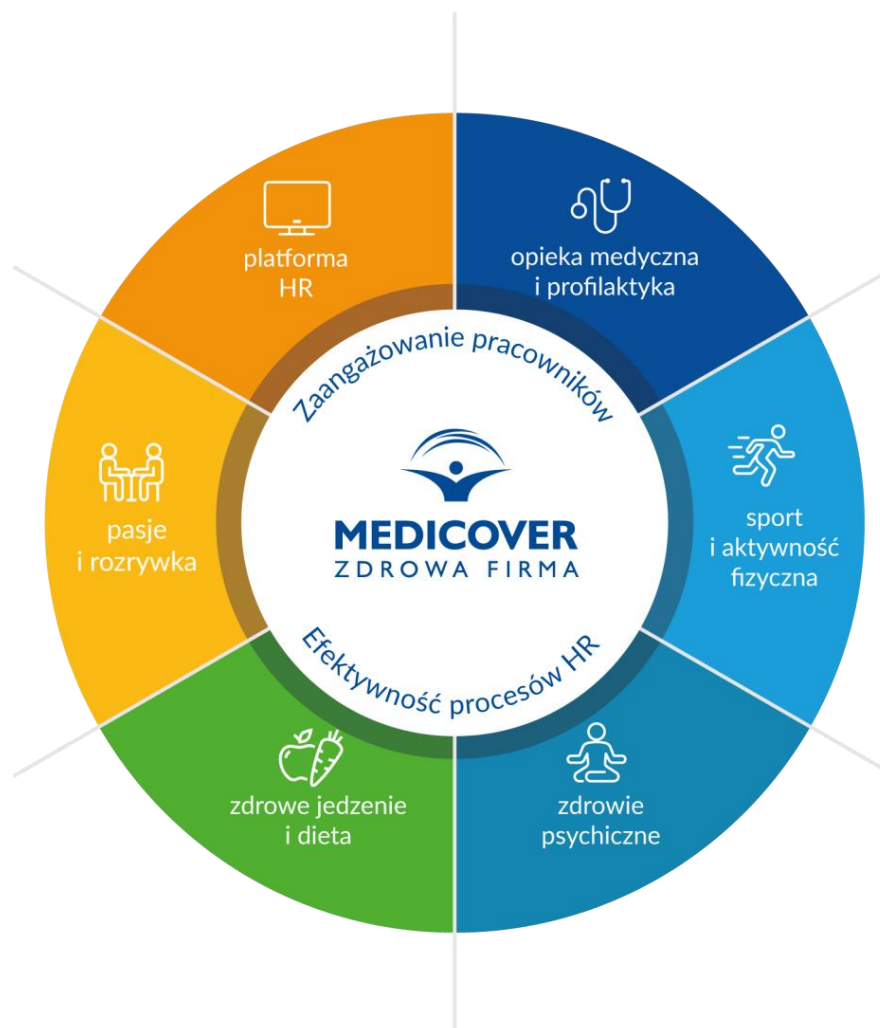 platforma
HR
opieka medyczna
i profilaktyka
Zaangażowanie pracowników
pasje
i rozrywka
MEDICOVER
ZDROWA FIRMA
sport
i aktywność
fizyczna
Efektywność procesów HR
zdrowe jedzenie
i dieta
zdrowie
psychiczne